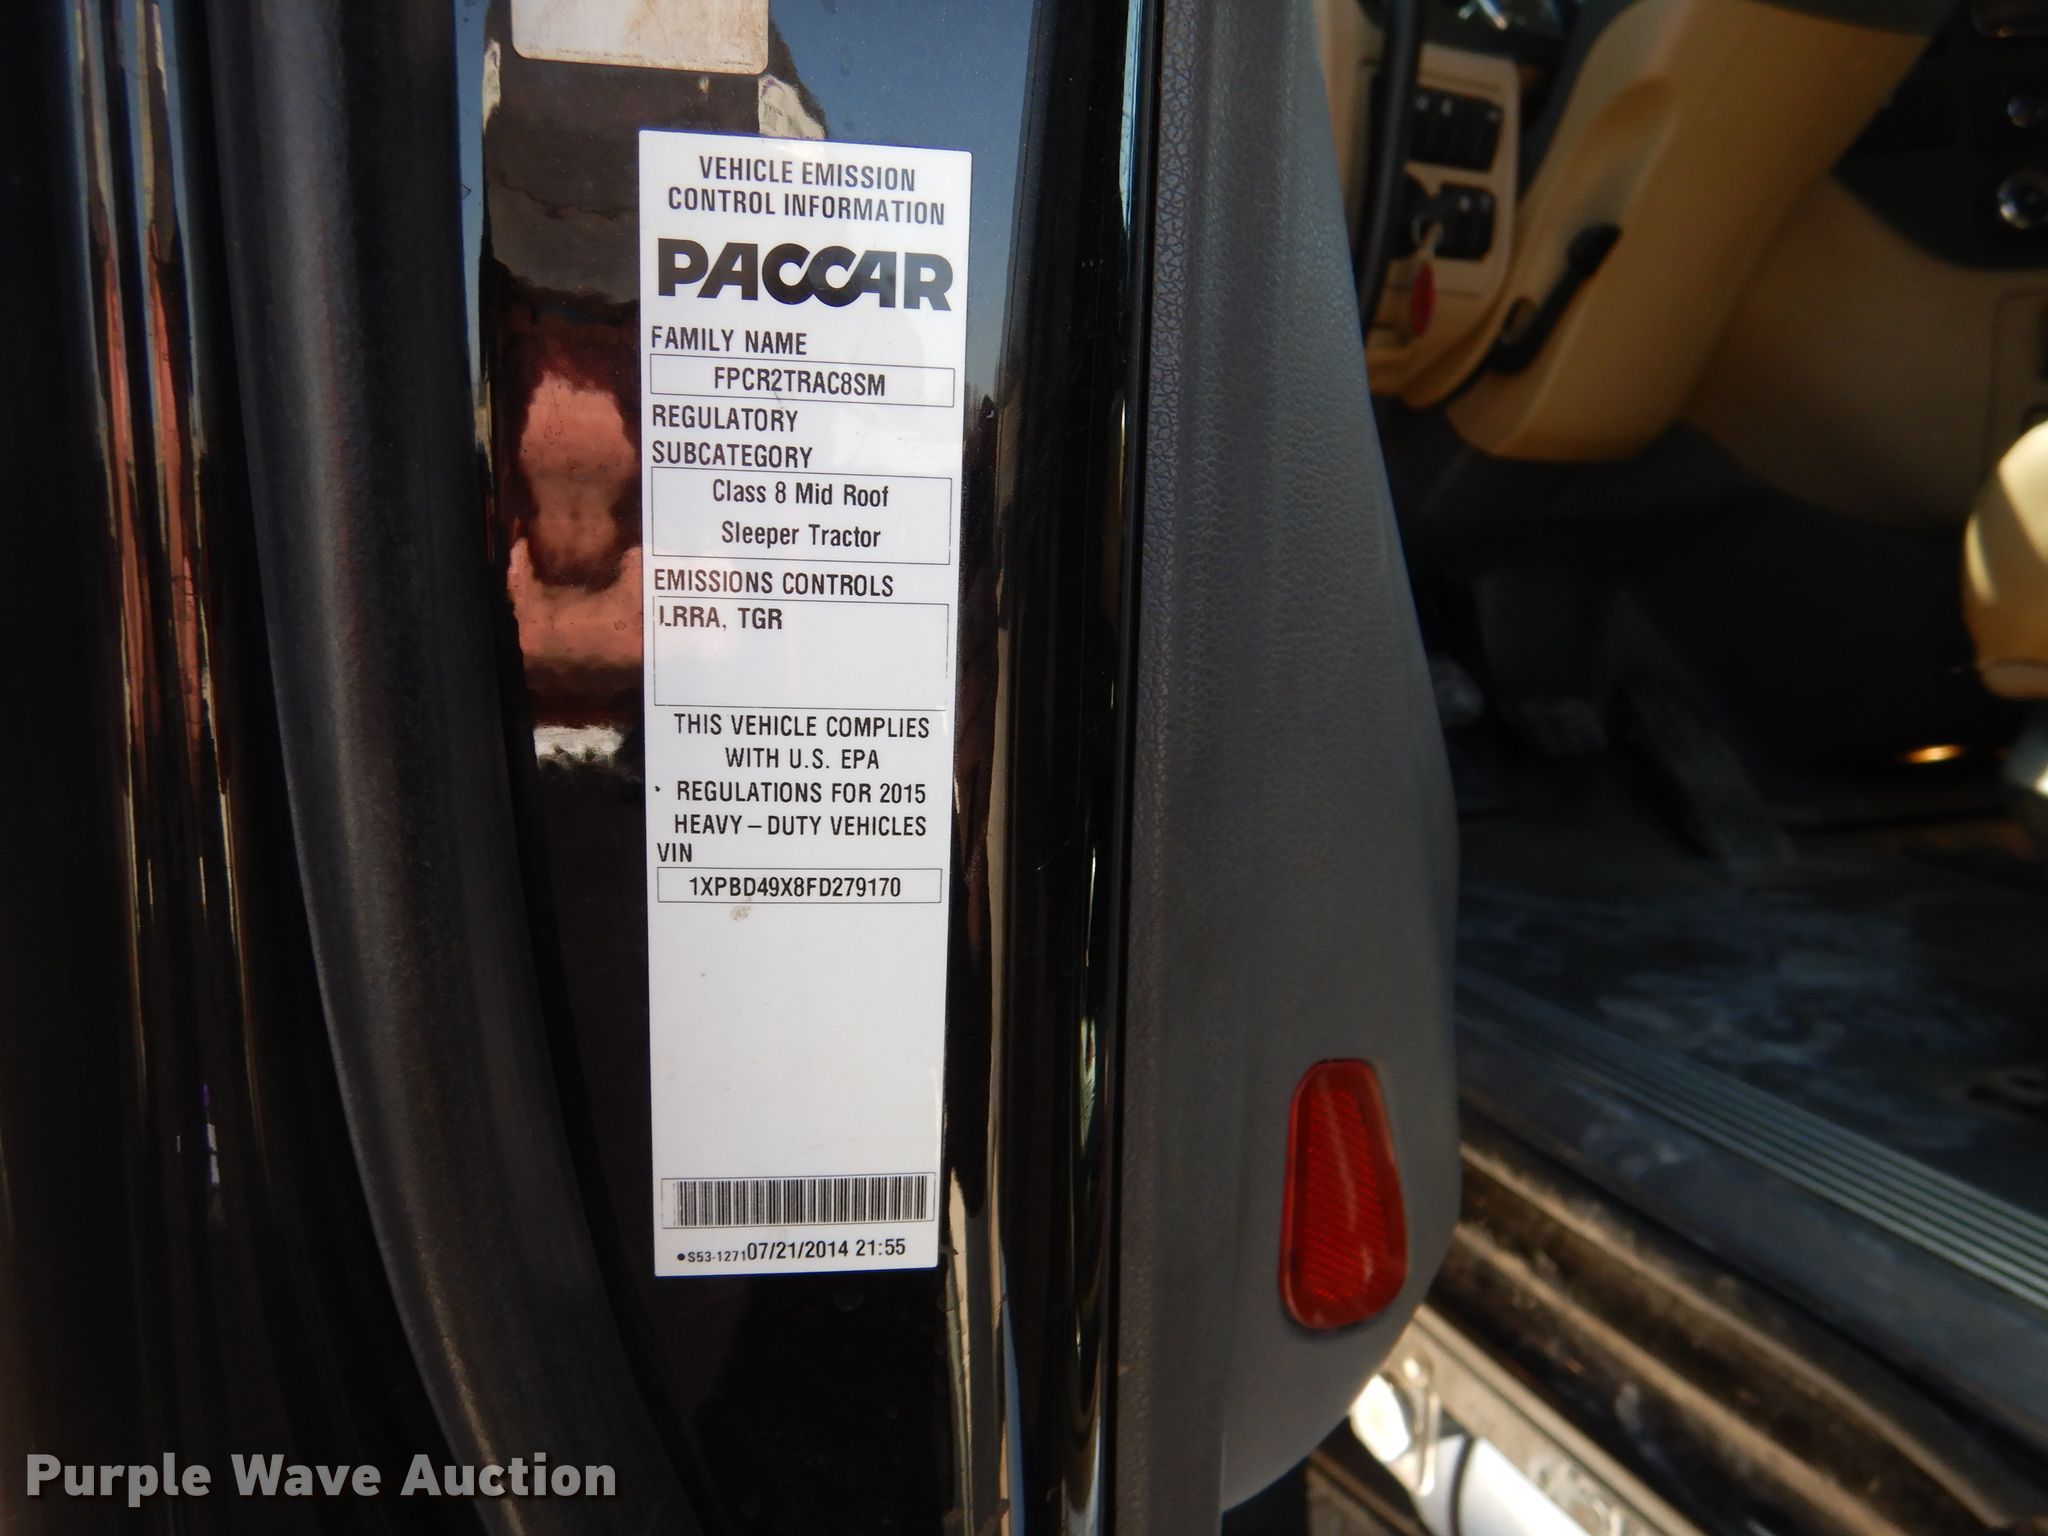 VEHICLE EMISSION
CONTROL INFORMATION
PACCAR
FAMILY NAME
FPCR2TRAC8SM
REGULATORY
SUBCATEGORY
Class 8 Mid Roof
Sleeper Tractor
EMISSIONS CONTROLS
LRRA, TGR
THIS VEHICLE COMPLIES
WITH U.S. EPA
REGULATIONS FOR 2015
HEAVY – DUTY VEHICLES
VIN
1XPBD49X8FD279170
•S53-127107/21/2014 21:55
Purple Wave Auction